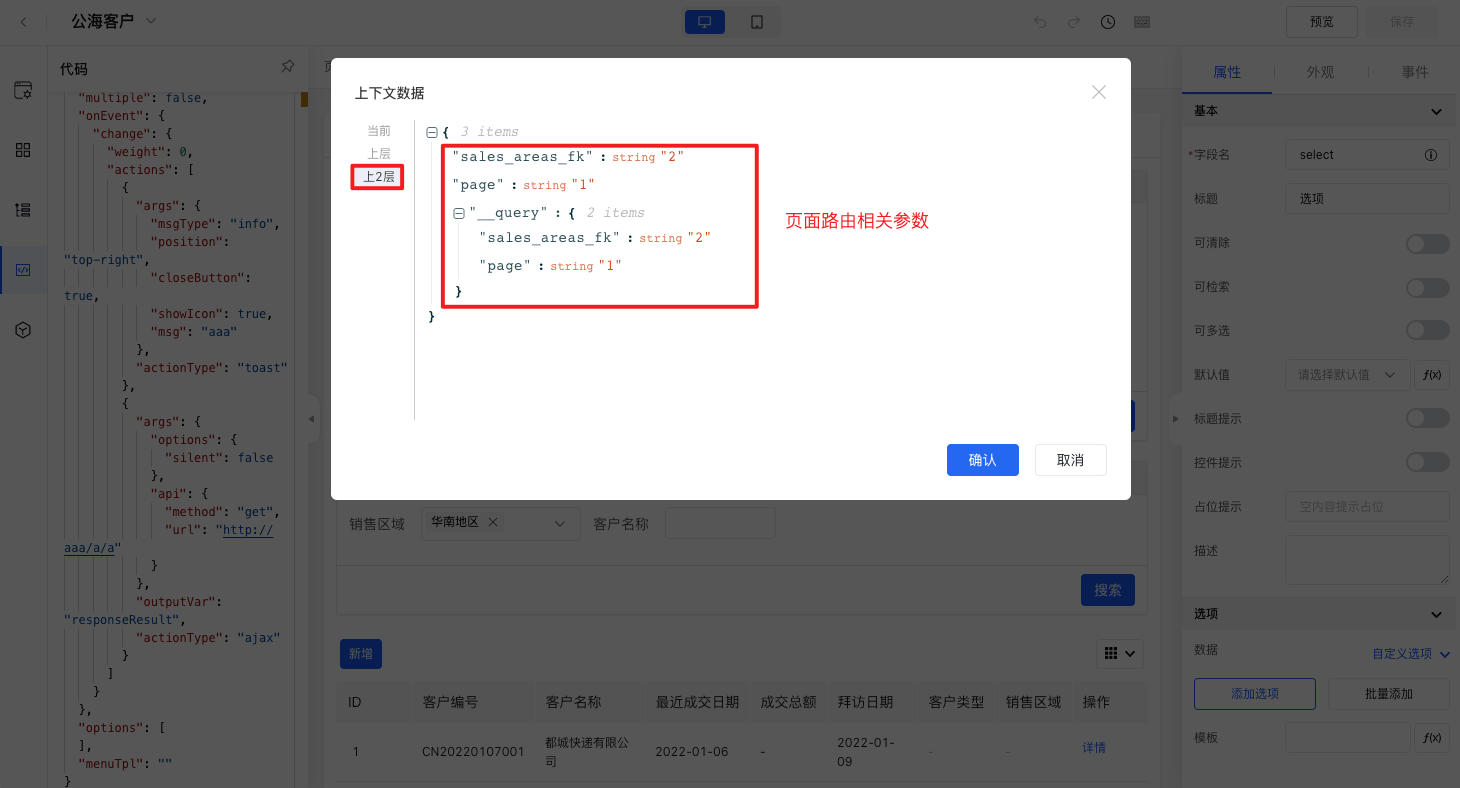 公海客户
预览
保存
代码
"multiple": false,
"onEvent": {
"change": {
"weight": 0,
"actions": [
{
"args": {
"msgType": "info",
"position":
"top-right",
"closeButton":
true,
"showIcon": true,
"msg": "aaa"
},
"actionType": "toast"
},
{
"args": {
"options": {
"silent": false
},
"api": {
"method": "get",
"url": "http://
aaa/a/a"
}
},
"outputVar":
"responseResult",
"actionType": "ajax"
}
]
}
},
"options": [
],
"menuTpl": ""
}
上下文数据
当前
上层
上2层
{ 3 items
"sales_areas_fk" : string "2"
"page" : string "1"
"__query" : { 2 items
"sales_areas_fk" : string "2"
"page" : string "1"
}
}
页面路由相关参数
确认
取消
销售区域
华南地区
客户名称
搜索
新增
ID 客户编号 客户名称 最近成交日期 成交总额 拜访日期 客户类型 销售区域 操作
1 CN20220107001 都城快递有限公司 2022-01-06 - 2022-01-09 - - 详情
属性
外观
事件
基本
*字段名 select
标题 选项
可清除
可检索
可多选
默认值 请选择默认值 f(x)
标题提示
控件提示
占位提示 空内容提示占位
描述
选项
数据 自定义选项
添加选项
批量添加
模板 f(x)